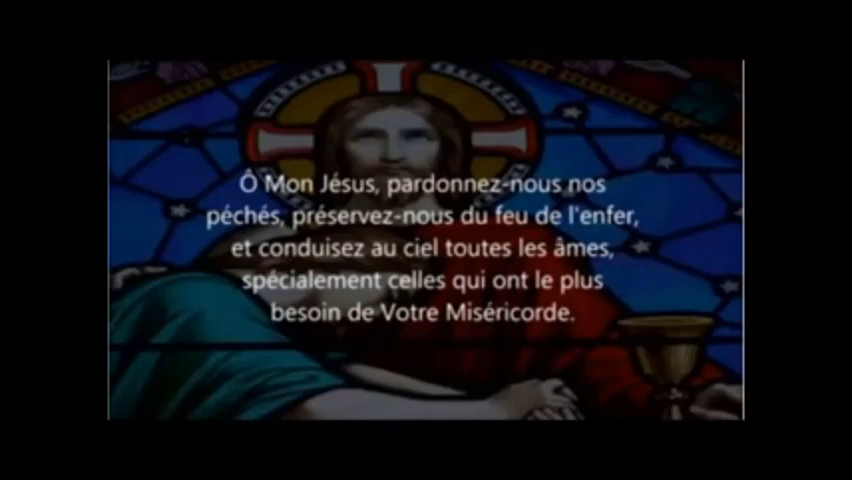 Ô Mon Jésus, pardonnez-nous nos
péchés, préservez-nous du feu de l'enfer,
et conduisez au ciel toutes les âmes,
spécialement celles qui ont le plus
besoin de Votre Miséricorde.